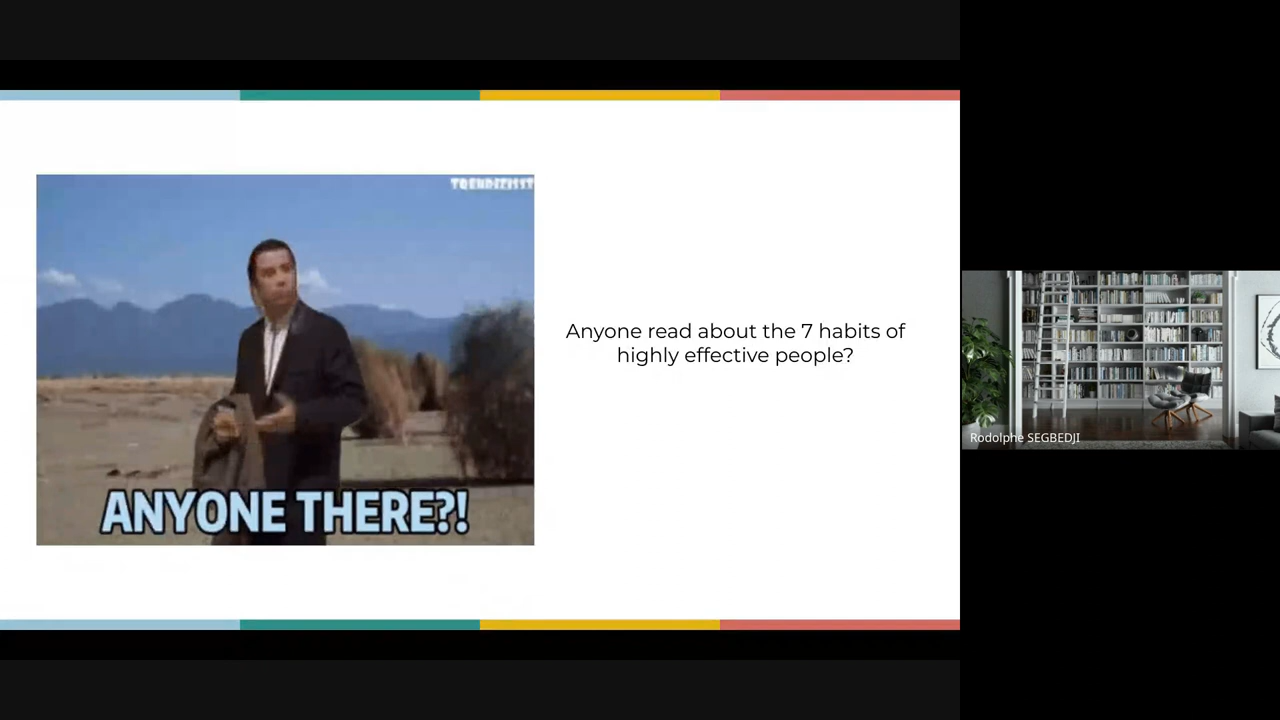 TRENDIZISST
ANYONE THERE?!
Anyone read about the 7 habits of
highly effective people?
Rodolphe SEGBEDJI